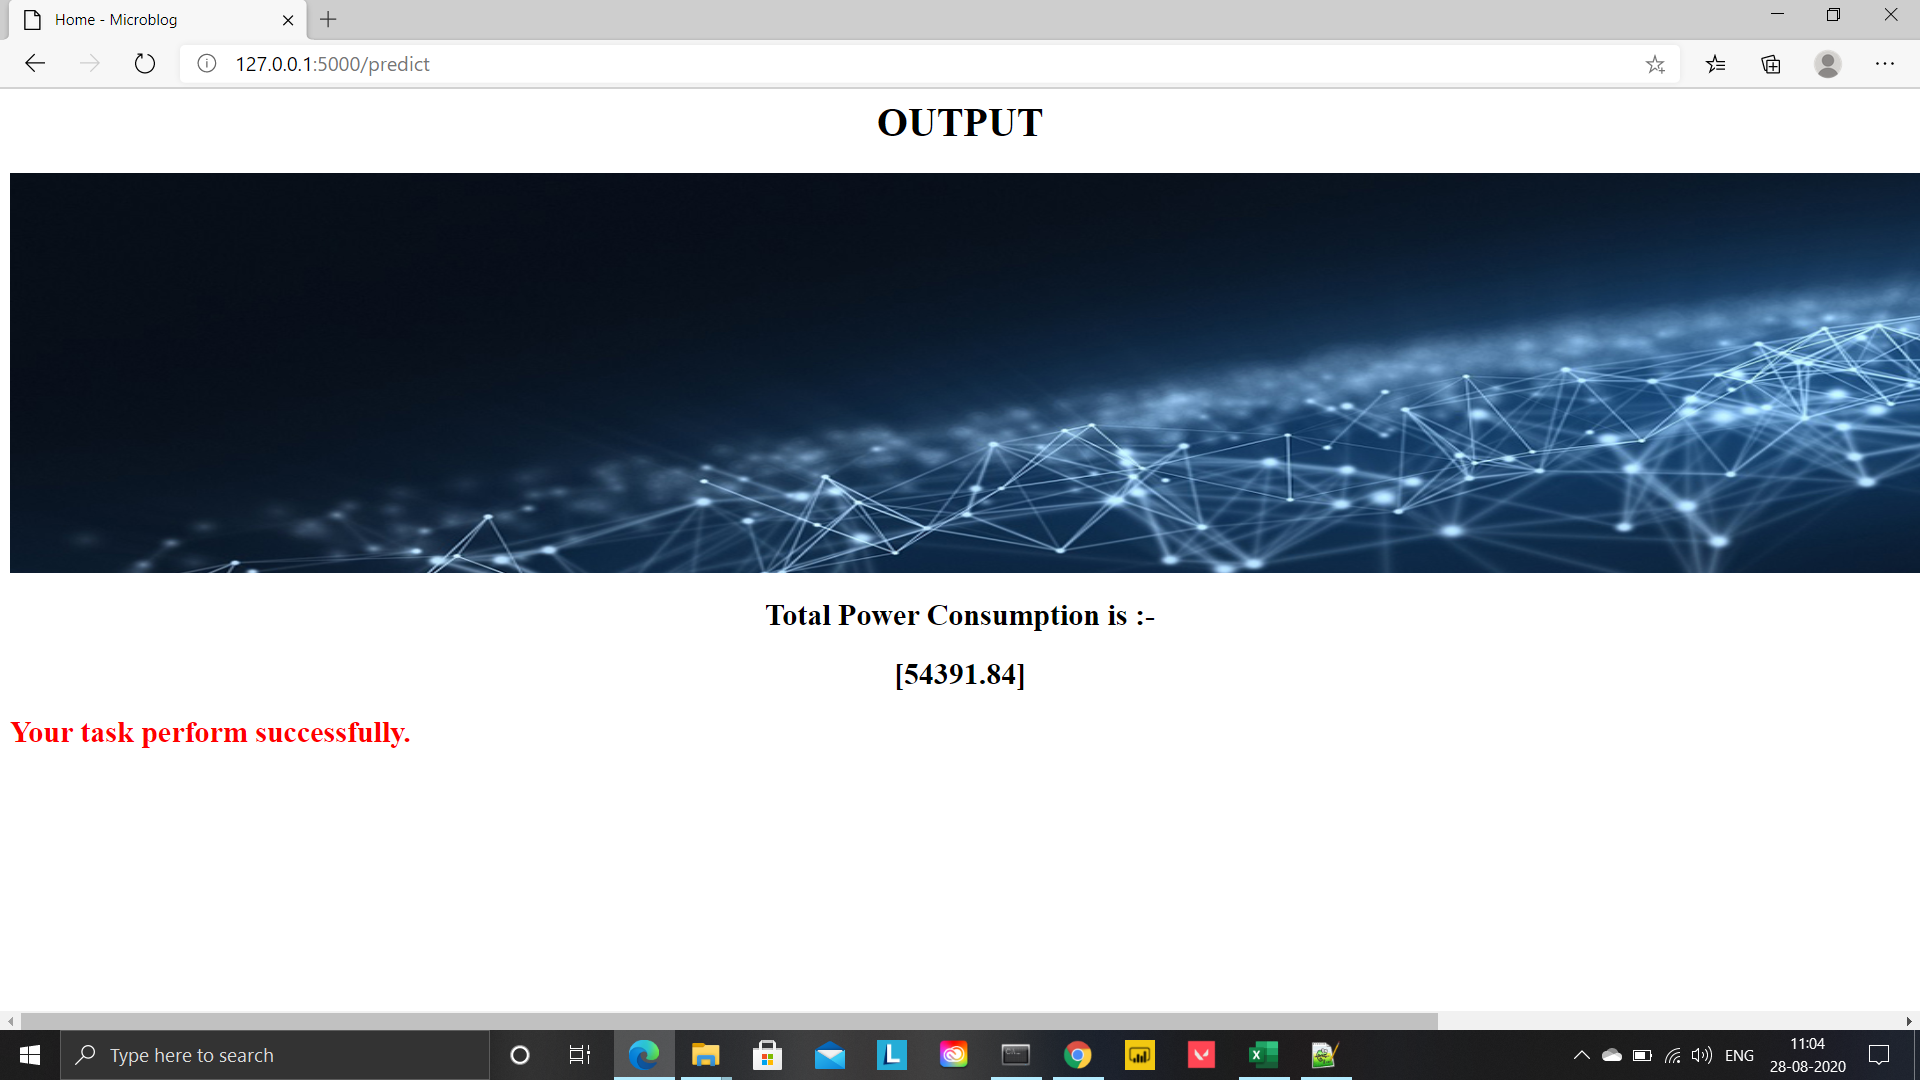 Home - Microblog
127.0.0.1:5000/predict
OUTPUT
Total Power Consumption is :-
[54391.84]
Your task perform successfully.
Type here to search
L
ENG
11:04
28-08-2020